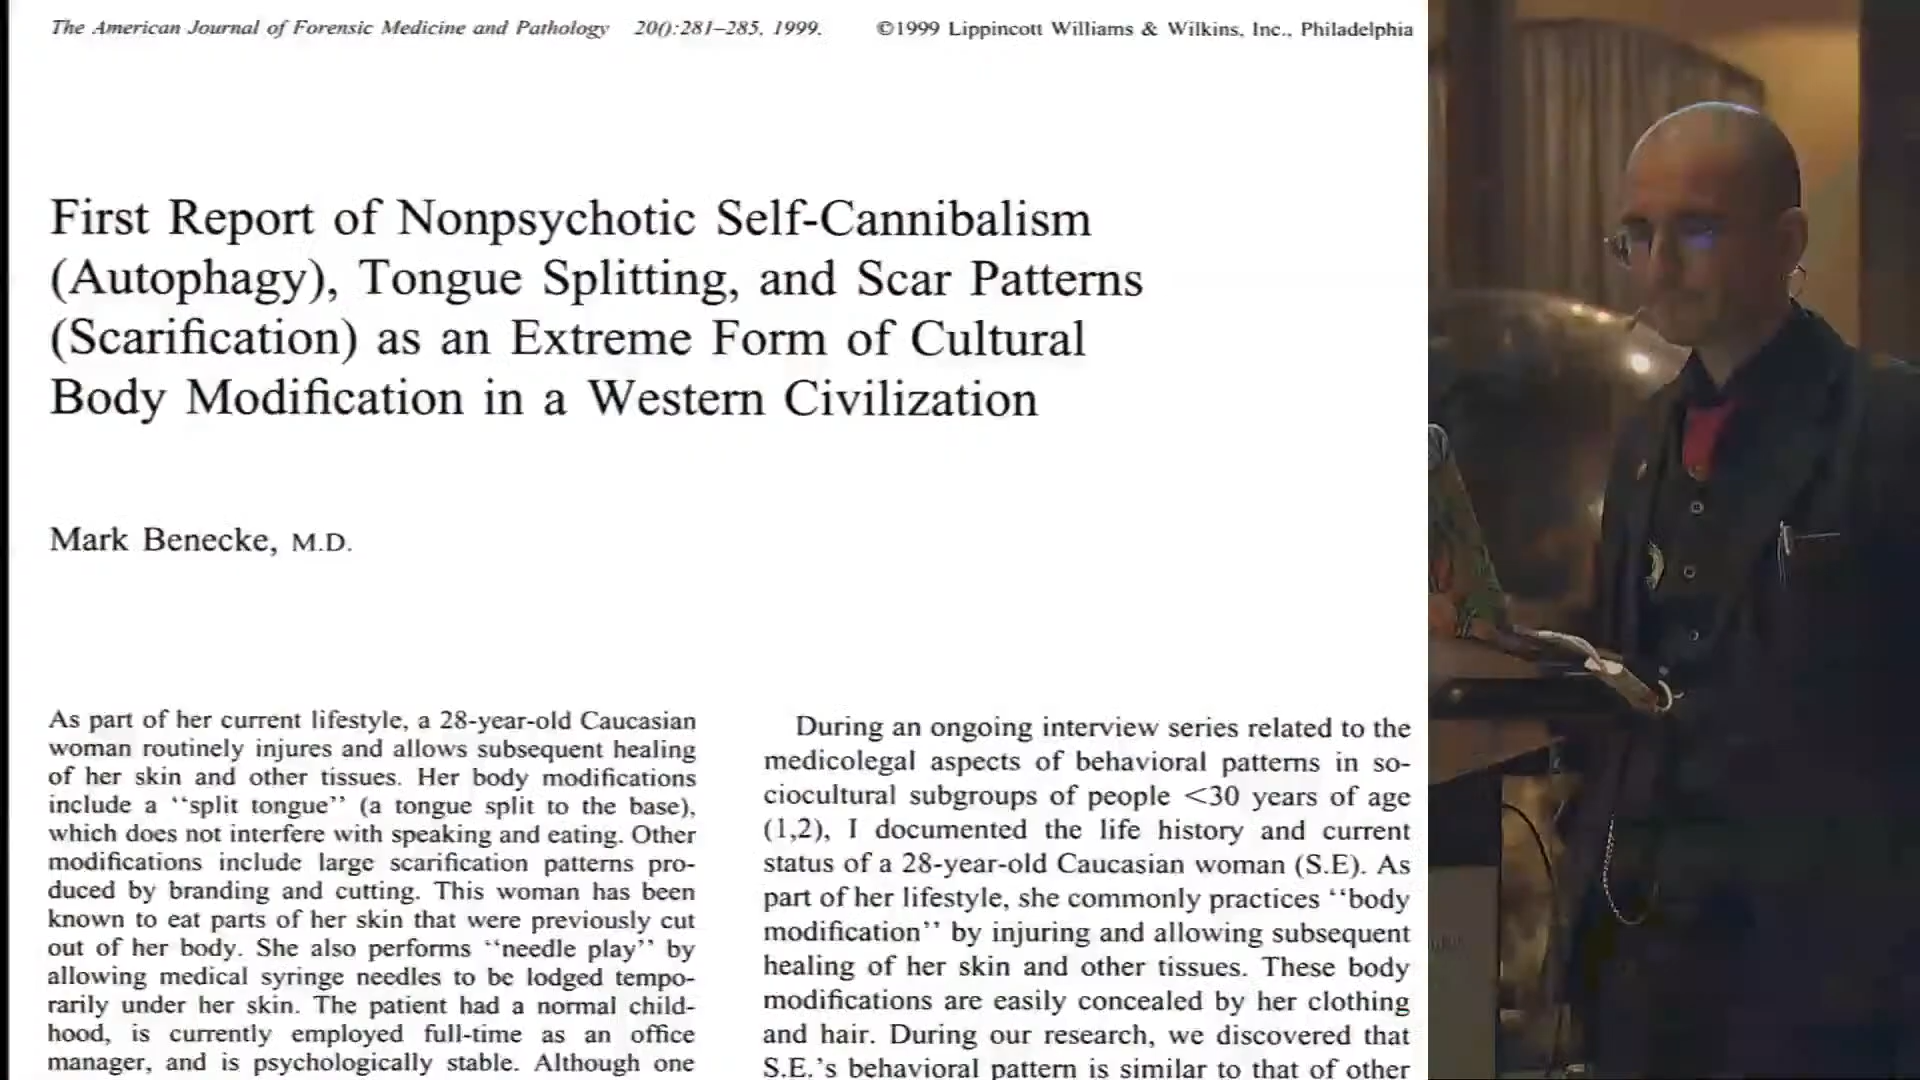 The American Journal of Forensic Medicine and Pathology 20():281–285, 1999. ©1999 Lippincott Williams & Wilkins, Inc., Philadelphia
First Report of Nonpsychotic Self-Cannibalism
(Autophagy), Tongue Splitting, and Scar Patterns
(Scarification) as an Extreme Form of Cultural
Body Modification in a Western Civilization
Mark Benecke, M.D.
As part of her current lifestyle, a 28-year-old Caucasian
woman routinely injures and allows subsequent healing
of her skin and other tissues. Her body modifications
include a ‘‘split tongue’’ (a tongue split to the base),
which does not interfere with speaking and eating. Other
modifications include large scarification patterns pro-
duced by branding and cutting. This woman has been
known to eat parts of her skin that were previously cut
out of her body. She also performs ‘‘needle play’’ by
allowing medical syringe needles to be lodged tempo-
rarily under her skin. The patient had a normal child-
hood, is currently employed full-time as an office
manager, and is psychologically stable. Although one
During an ongoing interview series related to the
medicolegal aspects of behavioral patterns in so-
ciocultural subgroups of people <30 years of age
(1,2), I documented the life history and current
status of a 28-year-old Caucasian woman (S.E). As
part of her lifestyle, she commonly practices ‘‘body
modification’’ by injuring and allowing subsequent
healing of her skin and other tissues. These body
modifications are easily concealed by her clothing
and hair. During our research, we discovered that
S.E.'s behavioral pattern is similar to that of other